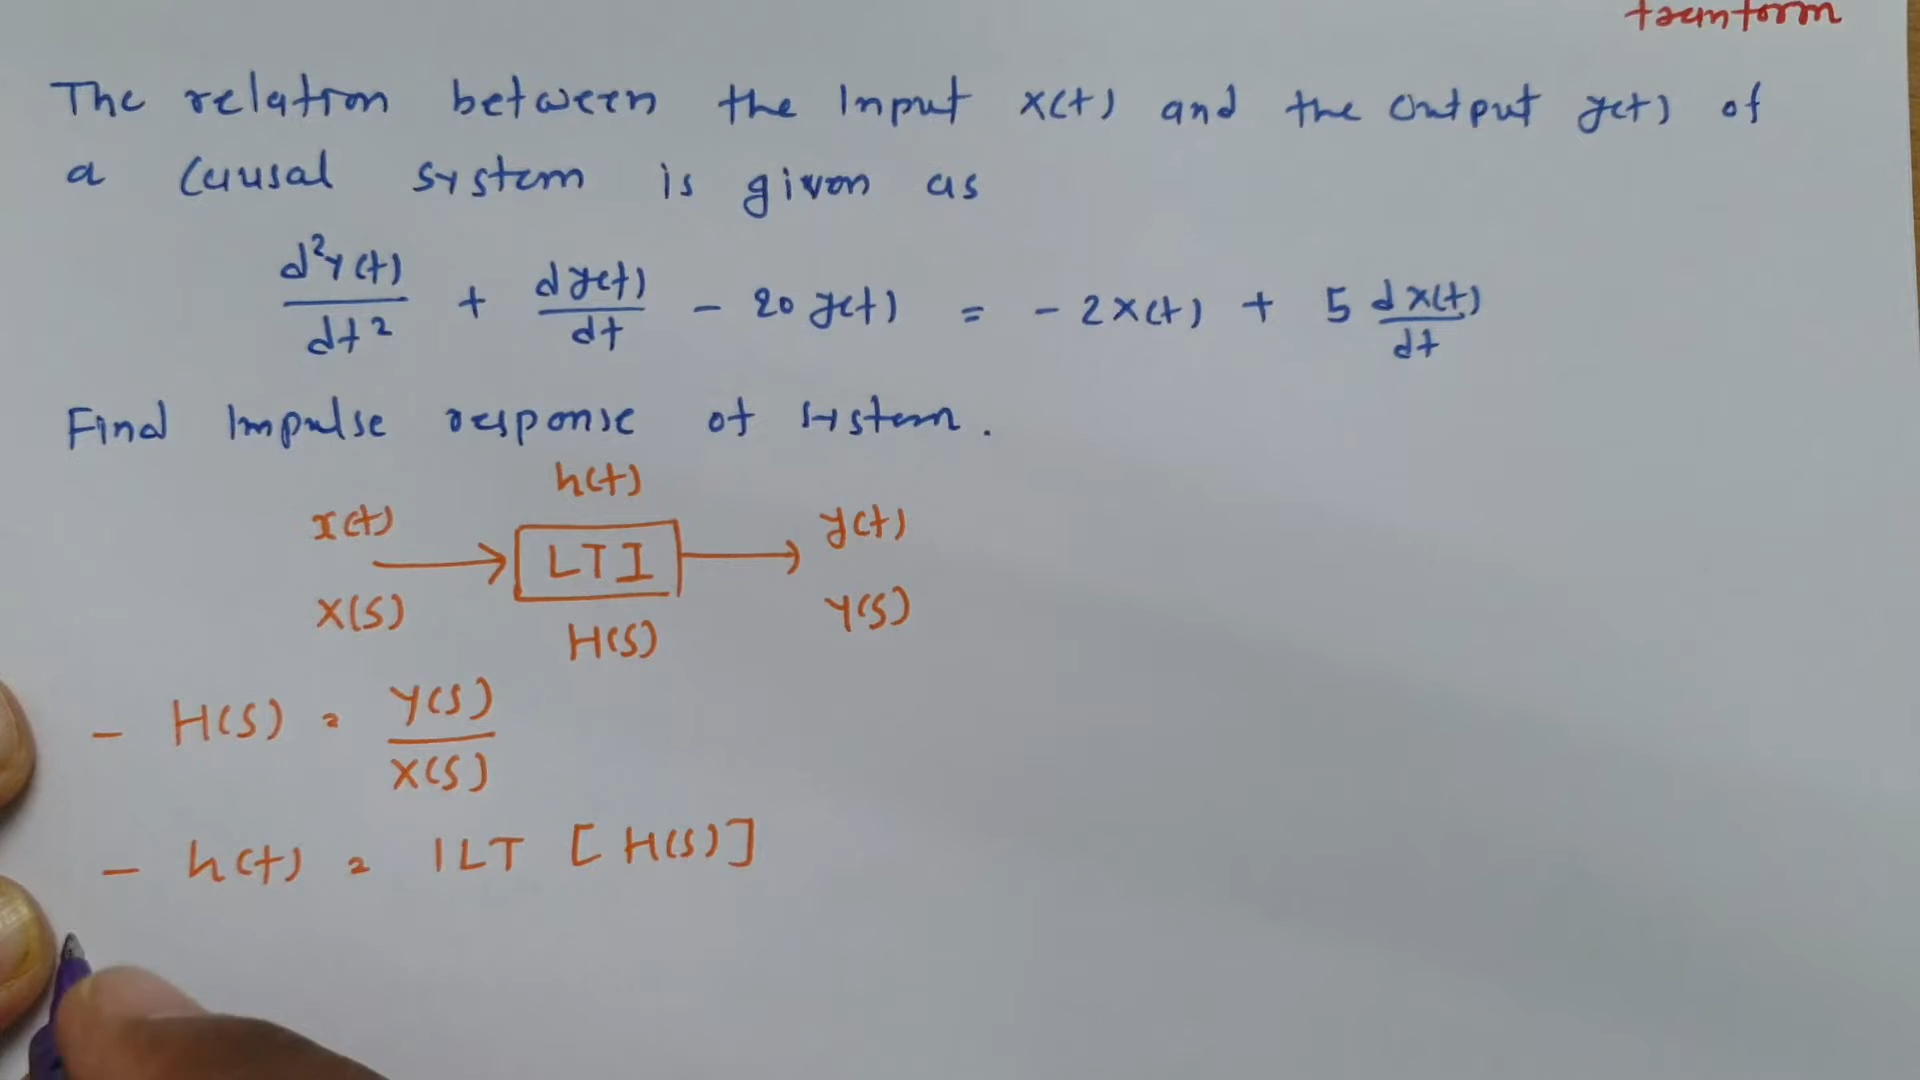 The relation between the Input x(t) and the Output y(t) of
a Causal system is given as
d²y(t)/dt² + dy(t)/dt - 20 y(t) = - 2x(t) + 5 dx(t)/dt
Find Impulse response of system.
h(t)
x(t) LTI y(t)
X(s) H(s) Y(s)
- H(s) = Y(s)/X(s)
- h(t) = ILT [H(s)]